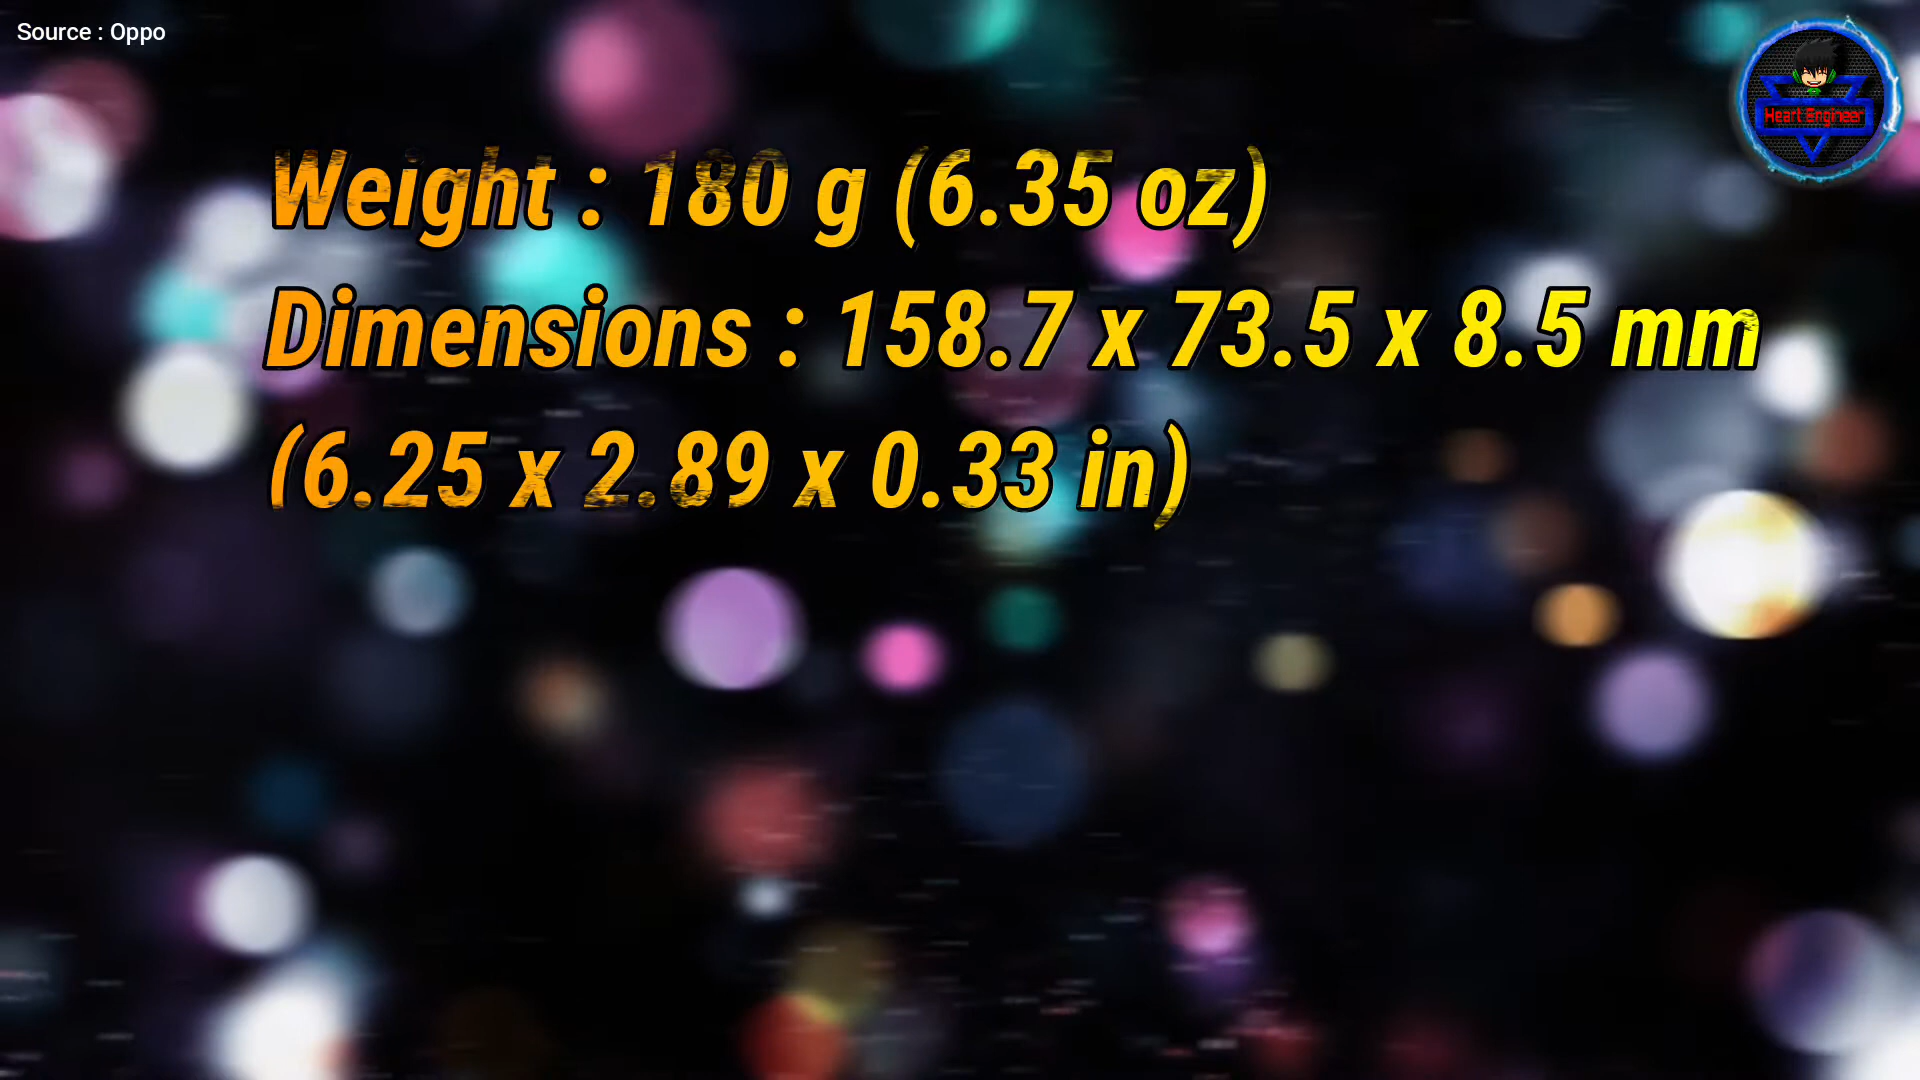 Source : Oppo
Heart Engineer
Weight : 180 g (6.35 oz)
Dimensions : 158.7 x 73.5 x 8.5 mm
(6.25 x 2.89 x 0.33 in)